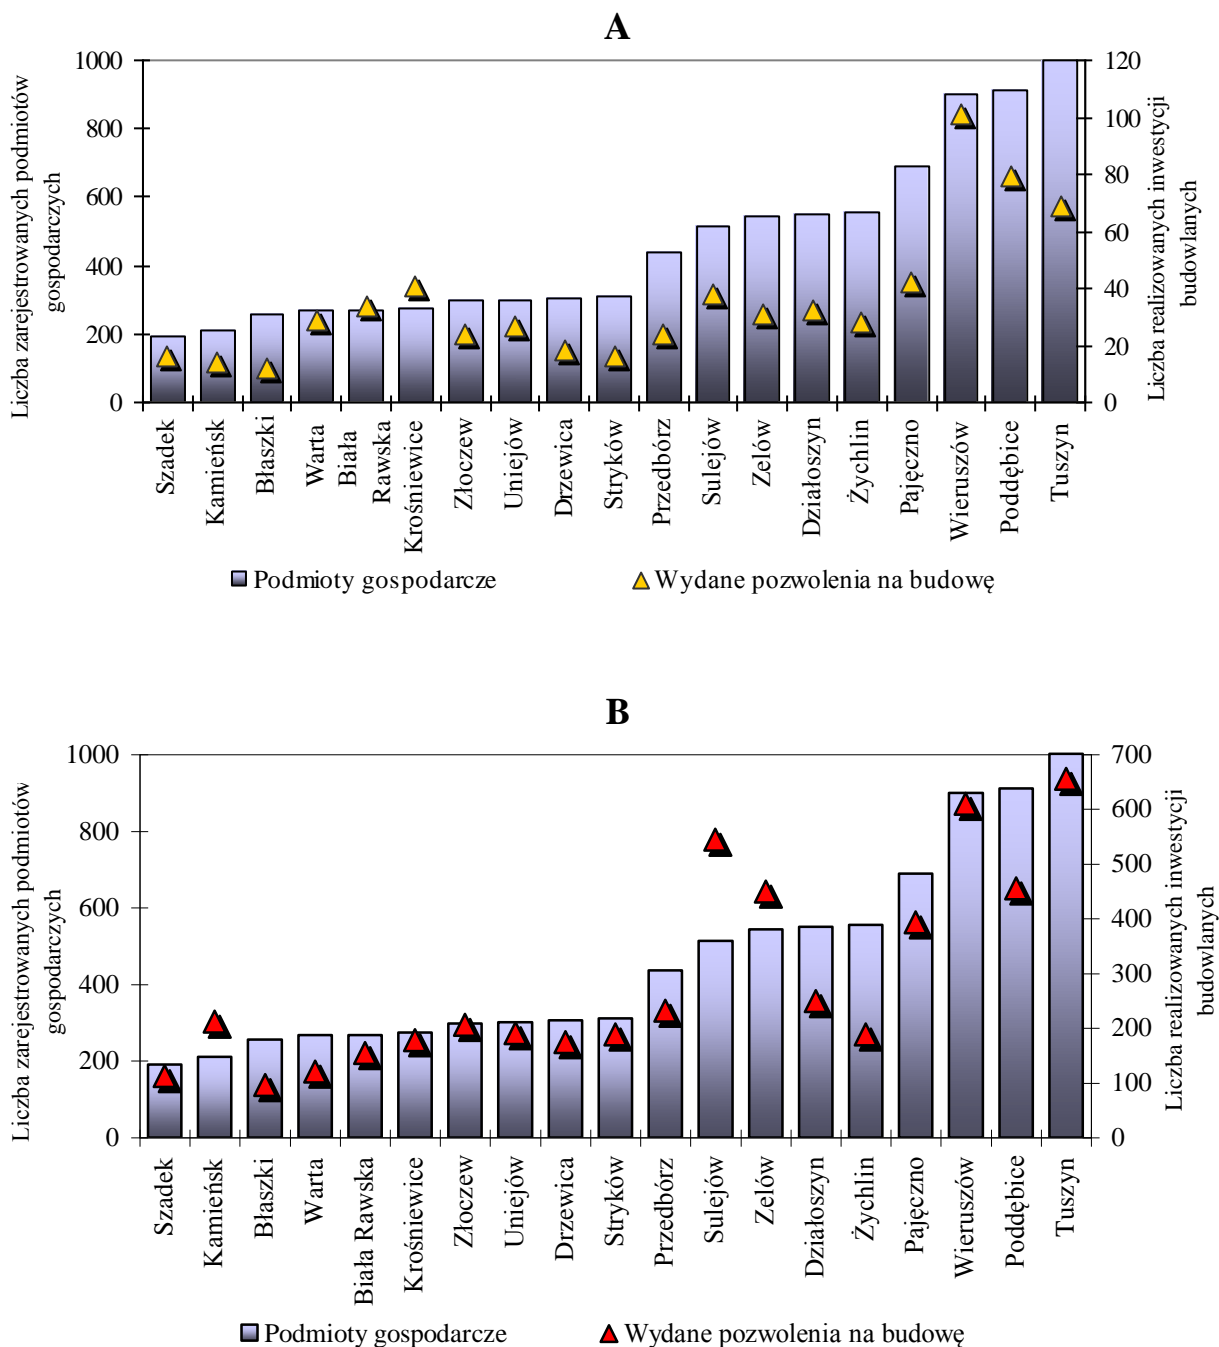 A
Liczba zarejestrowanych podmiotów
gospodarczych
1000
800
600
400
200
0
120
100
80
60
40
20
0
Liczba realizowanych inwestycji
budowlanych
Szadek
Kamieńsk
Błaszki
Warta
Biała
Rawska
Krośniewice
Złoczew
Uniejów
Drzewica
Stryków
Przedbórz
Sulejów
Zelów
Działoszyn
Żychlin
Pajęczno
Wieruszów
Poddębice
Tuszyn
Podmioty gospodarcze
Wydane pozwolenia na budowę
B
Liczba zarejestrowanych podmiotów
gospodarczych
1000
800
600
400
200
0
700
600
500
400
300
200
100
0
Liczba realizowanych inwestycji
budowlanych
Szadek
Kamieńsk
Błaszki
Warta
Biała Rawska
Krośniewice
Złoczew
Uniejów
Drzewica
Stryków
Przedbórz
Sulejów
Zelów
Działoszyn
Żychlin
Pajęczno
Wieruszów
Poddębice
Tuszyn
Podmioty gospodarcze
Wydane pozwolenia na budowę